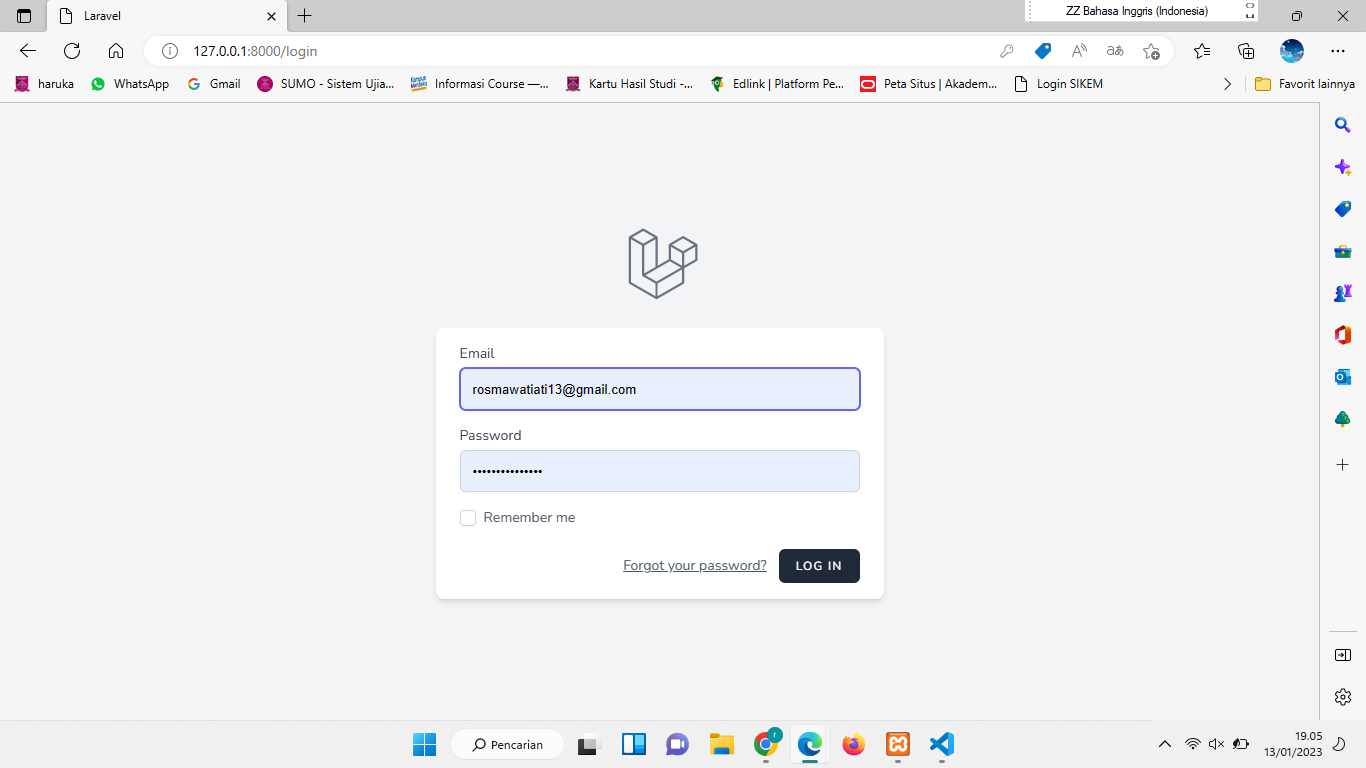 Laravel
ZZ Bahasa Inggris (Indonesia)
127.0.0.1:8000/login
haruka
WhatsApp
Gmail
SUMO - Sistem Ujia...
Informasi Course —...
Kartu Hasil Studi -...
Edlink | Platform Pe...
Peta Situs | Akadem...
Login SIKEM
Favorit lainnya
Email
rosmawatiati13@gmail.com
Password
•••••••••••••••
Remember me
Forgot your password?
LOG IN
Pencarian
r
19.05
13/01/2023